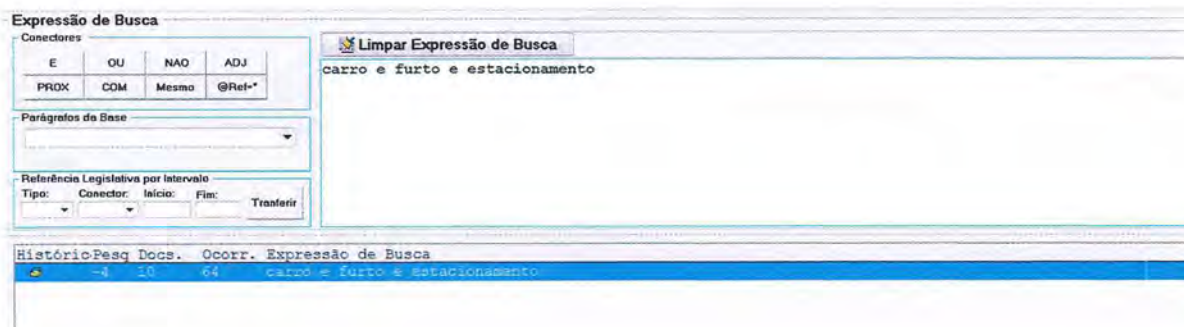 Expressão de Busca
Conectores
E OU NAO ADJ
PROX COM Mesmo @Ref="
Parágrafos da Base
Referência Legislativa por Intervalo
Tipo: Conector: Início: Fim:
Tranferir
Limpar Expressão de Busca
carro e furto e estacionamento
HistóricoPesq Docs. Ocorr. Expressão de Busca
-4 10 64 carro e furto e estacionamento